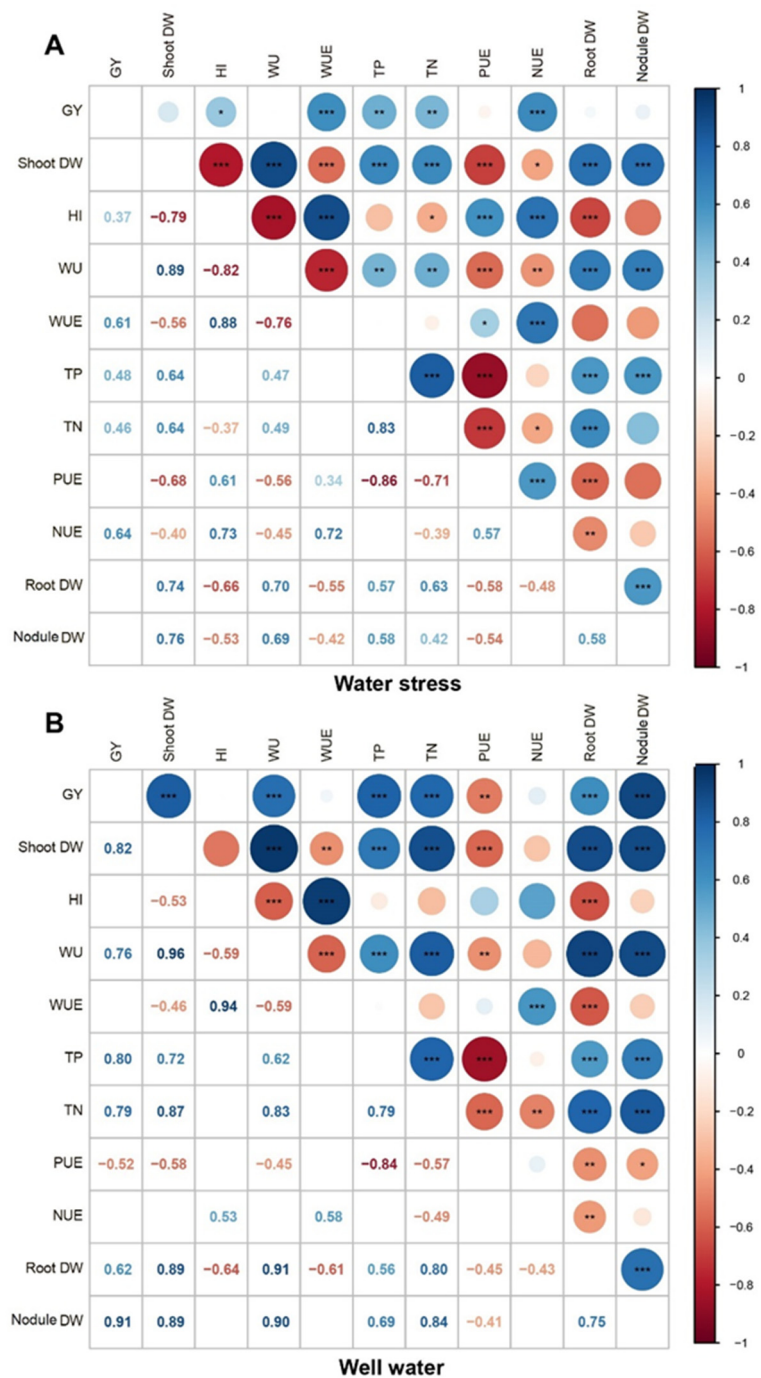 A
GY Shoot DW HI WU WUE TP TN PUE NUE Root DW Nodule DW
GY * *** ** ** ***
Shoot DW *** *** *** *** *** *** * *** ***
HI 0.37 −0.79 *** *** * *** *** ***
WU 0.89 −0.82 *** ** ** *** ** *** ***
WUE 0.61 −0.56 0.88 −0.76 * ***
TP 0.48 0.64 0.47 *** *** *** ***
TN 0.46 0.64 −0.37 0.49 0.83 *** * ***
PUE −0.68 0.61 −0.56 0.34 −0.86 −0.71 *** ***
NUE 0.64 −0.40 0.73 −0.45 0.72 −0.39 0.57 **
Root DW 0.74 −0.66 0.70 −0.55 0.57 0.63 −0.58 −0.48 ***
Nodule DW 0.76 −0.53 0.69 −0.42 0.58 0.42 −0.54 0.58
1
0.8
0.6
0.4
0.2
0
−0.2
−0.4
−0.6
−0.8
−1
Water stress
B
GY Shoot DW HI WU WUE TP TN PUE NUE Root DW Nodule DW
GY *** *** *** *** ** *** ***
Shoot DW 0.82 *** ** *** *** *** *** ***
HI −0.53 *** *** ***
WU 0.76 0.96 −0.59 *** *** *** ** *** ***
WUE −0.46 0.94 −0.59 *** ***
TP 0.80 0.72 0.62 *** *** *** ***
TN 0.79 0.87 0.83 0.79 *** ** *** ***
PUE −0.52 −0.58 −0.45 −0.84 −0.57 ** *
NUE 0.53 0.58 −0.49 **
Root DW 0.62 0.89 −0.64 0.91 −0.61 0.56 0.80 −0.45 −0.43 ***
Nodule DW 0.91 0.89 0.90 0.69 0.84 −0.41 0.75
1
0.8
0.6
0.4
0.2
0
−0.2
−0.4
−0.6
−0.8
−1
Well water